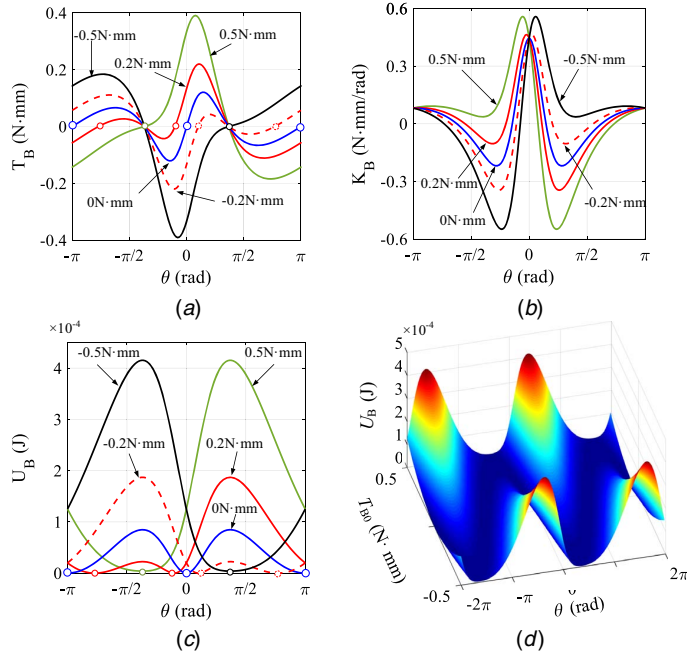 0.4
0.2
0
-0.2
0.4
T_B (N·mm)
-0.5N·mm
0.2N·mm
0.5N·mm
0N·mm
-0.2N·mm
-π -π/2 0 π/2 π
θ (rad)
(a)
0.6
0.3
0
-0.3
0.6
K_B (N·mm/rad)
0.5N·mm
-0.5N·mm
0.2N·mm
0N·mm
-0.2N·mm
-π -π/2 0 π/2 π
θ (rad)
(b)
×10⁻⁴
4
3
2
1
0
U_B (J)
-0.5N·mm
0.5N·mm
-0.2N·mm
0.2N·mm
0N·mm
-π -π/2 0 π/2 π
θ (rad)
(c)
×10⁻⁴
5
4
3
2
1
0
U_B (J)
0.5
-0.5
T_B0 (N· mm)
-2π -π π 2π
θ (rad)
(d)